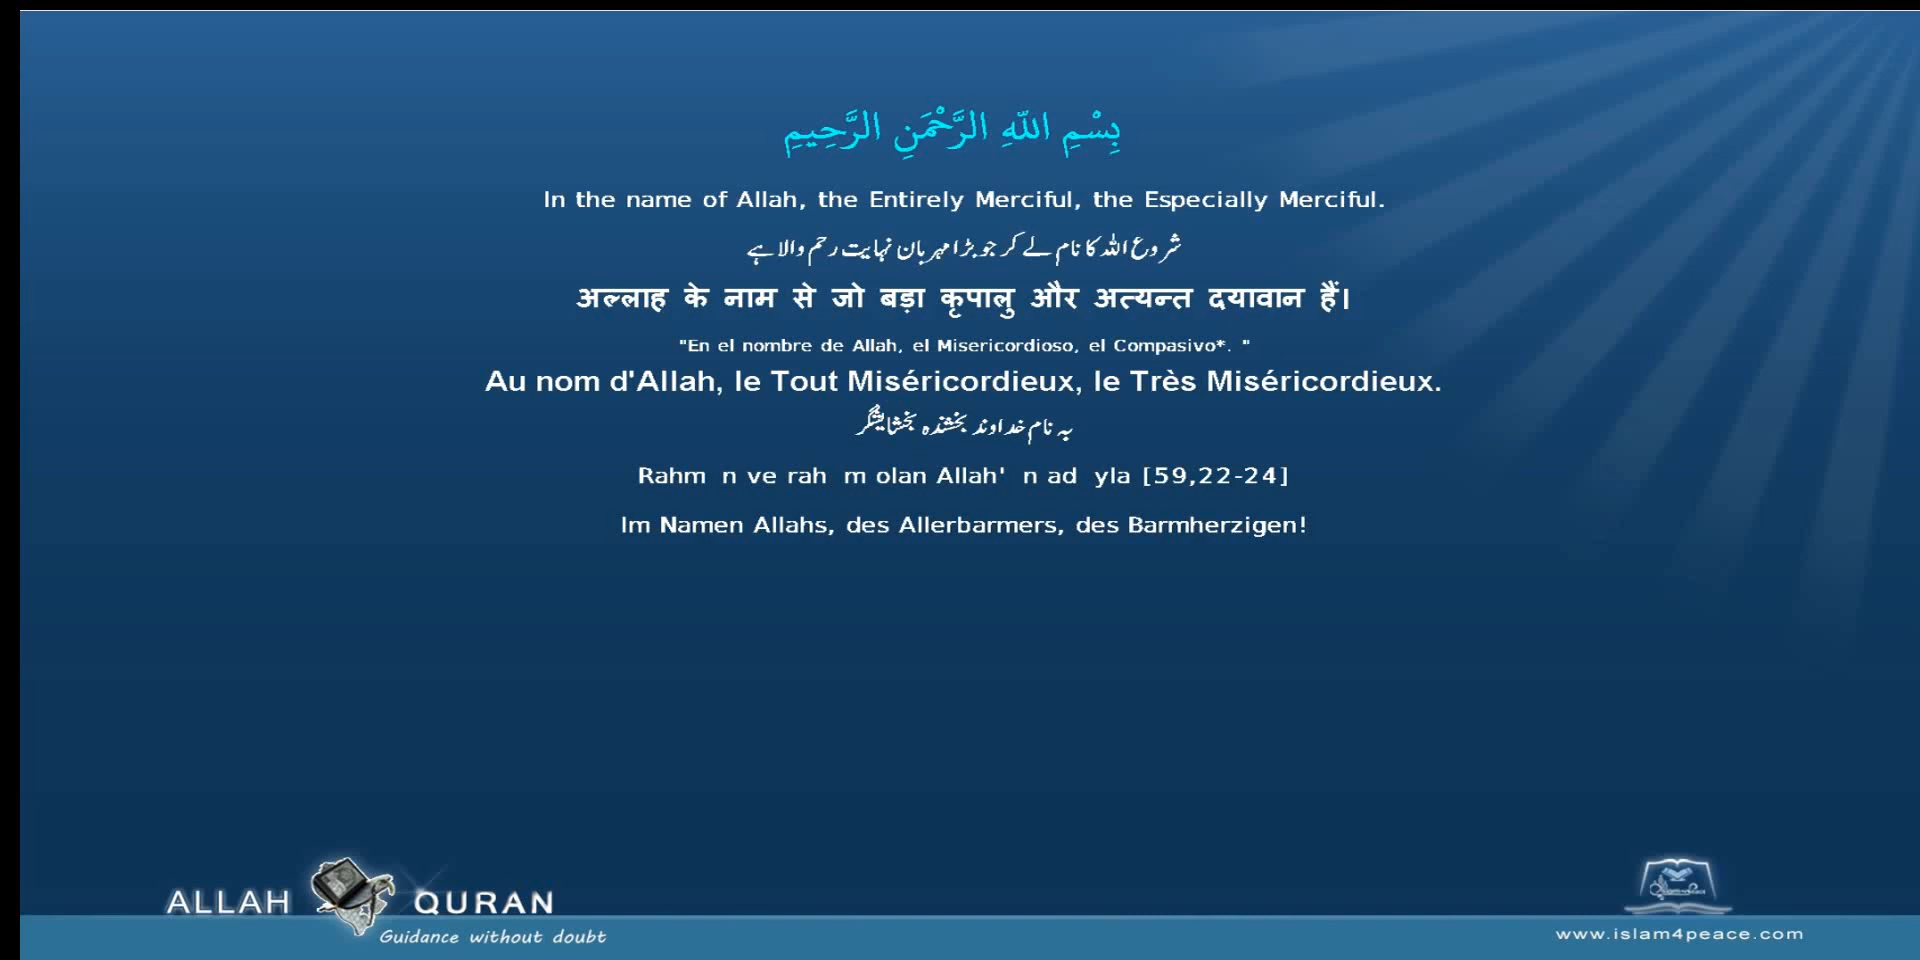 بِسْمِ اللَّهِ الرَّحْمَنِ الرَّحِيمِ
In the name of Allah, the Entirely Merciful, the Especially Merciful.
شروع الله کا نام لے کر جو بڑا مہربان نہایت رحم والا ہے
अल्लाह के नाम से जो बड़ा कृपालु और अत्यन्त दयावान हैं।
"En el nombre de Allah, el Misericordioso, el Compasivo*. "
Au nom d'Allah, le Tout Miséricordieux, le Très Miséricordieux.
به نام خداوند بخشنده بخشایشگر
Rahm n ve rah m olan Allah' n ad yla [59,22-24]
Im Namen Allahs, des Allerbarmers, des Barmherzigen!
ALLAH QURAN
Guidance without doubt
www.islam4peace.com